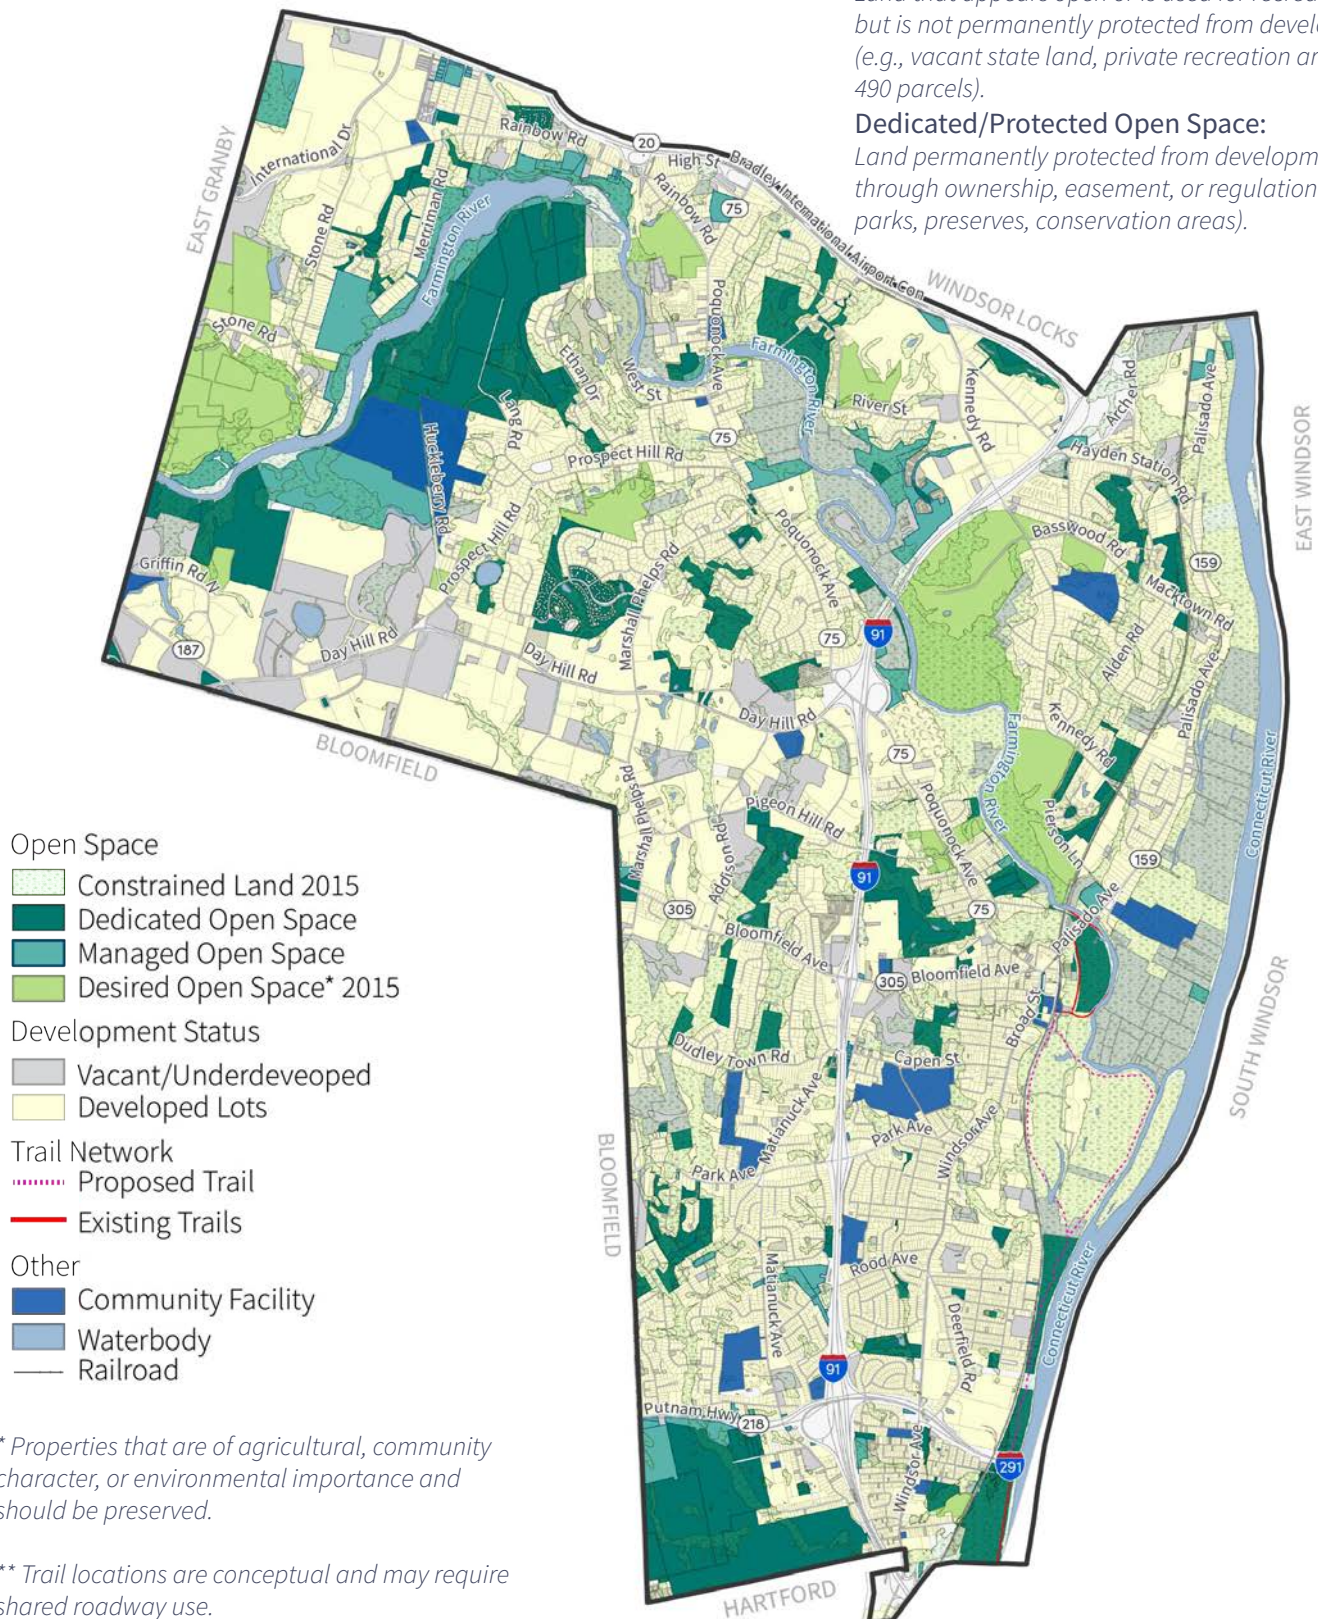 but is not permanently protected from
(e.g., vacant state land, private recreation
490 parcels).
Dedicated/Protected Open Space:
Land permanently protected from
through ownership, easement, or regulation
parks, preserves, conservation areas).
EAST GRANBY
International Dr
Stone Rd
Merriman Rd
Farmington River
Rainbow Rd
20
High St
Rainbow Rd
75
Bradley International Airport Con
WINDSOR LOCKS
Stone Rd
Ethan Dr
West St
Poquonock Ave
Farmington River
River St
Kennedy Rd
Archer Rd
Palisado Ave
EAST WINDSOR
Lang Rd
Huckleberry Rd
Prospect Hill Rd
75
Hayden Station Rd
Basswood Rd
159
Macktown Rd
Griffin Rd N
Prospect Hill Rd
Poquonock Ave
Marshall Phelps Rd
91
75
187
Day Hill Rd
Day Hill Rd
Day Hill Rd
Alden Rd
Palisado Ave
Kennedy Rd
Farmington River
75
Connecticut River
BLOOMFIELD
Marshall Phelps Rd
Addison Rd
Pigeon Hill Rd
Poquonock Ave
Pierson Ln
159
91
305
75
Palisado Ave
Bloomfield Ave
305
Bloomfield Ave
Broad St
SOUTH WINDSOR
Dudley Town Rd
Capen St
Matianuck Ave
Park Ave
Windsor Ave
Park Ave
BLOOMFIELD
Rood Ave
Matianuck Ave
Deerfield Rd
Connecticut River
91
Putnam Hwy
218
Windsor Ave
291
HARTFORD
Open Space
Constrained Land 2015
Dedicated Open Space
Managed Open Space
Desired Open Space* 2015
Development Status
Vacant/Underdeveoped
Developed Lots
Trail Network
Proposed Trail
Existing Trails
Other
Community Facility
Waterbody
Railroad
* Properties that are of agricultural, community
character, or environmental importance and
should be preserved.
** Trail locations are conceptual and may require
shared roadway use.